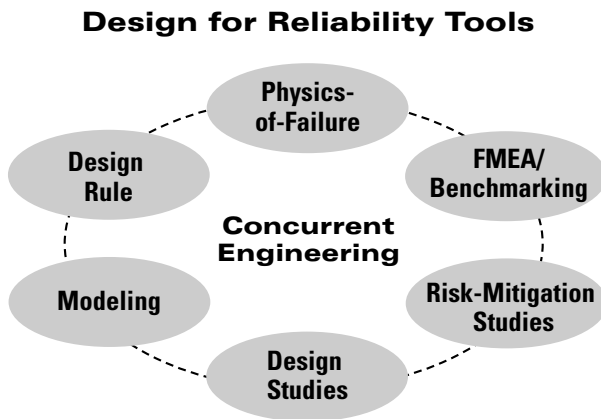 Design for Reliability Tools
Physics-
of-Failure
FMEA/
Benchmarking
Risk-Mitigation
Studies
Design
Studies
Modeling
Design
Rule
Concurrent
Engineering